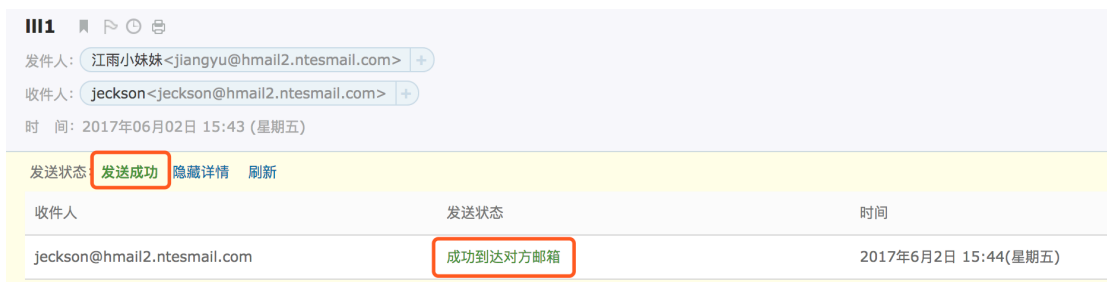 lll1
发件人: 江雨小妹妹<jiangyu@hmail2.ntesmail.com> +
收件人: jeckson<jeckson@hmail2.ntesmail.com> +
时 间: 2017年06月02日 15:43 (星期五)
发送状态: 发送成功 隐藏详情 刷新
收件人 发送状态 时间
jeckson@hmail2.ntesmail.com 成功到达对方邮箱 2017年6月2日 15:44(星期五)